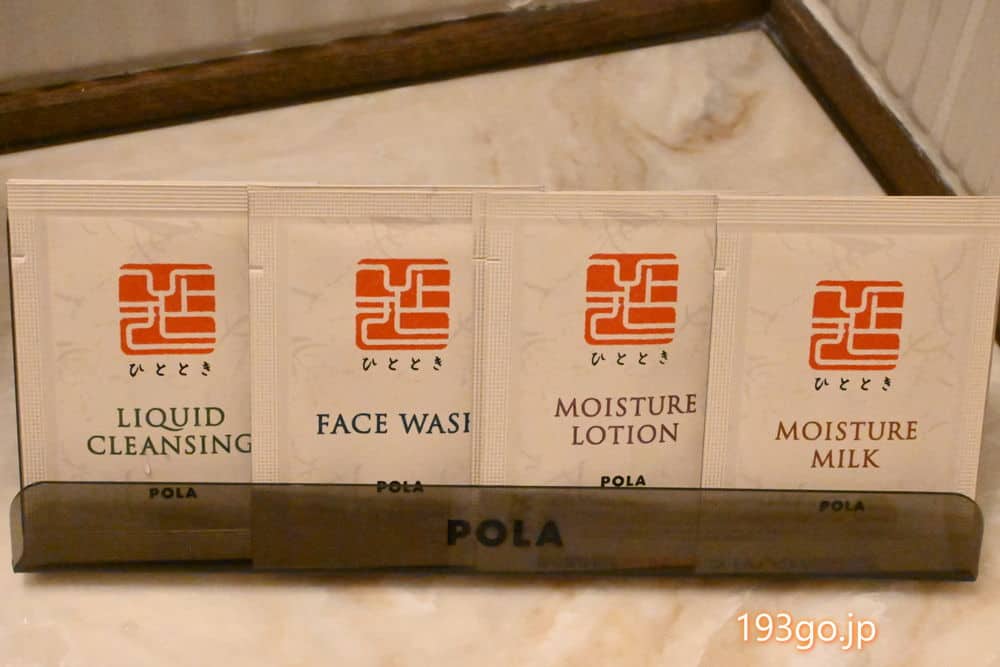 ひととき
LIQUID
CLEANSING
POLA
ひととき
FACE WASH
POLA
ひととき
MOISTURE
LOTION
POLA
ひととき
MOISTURE
MILK
POLA
POLA
193go.jp